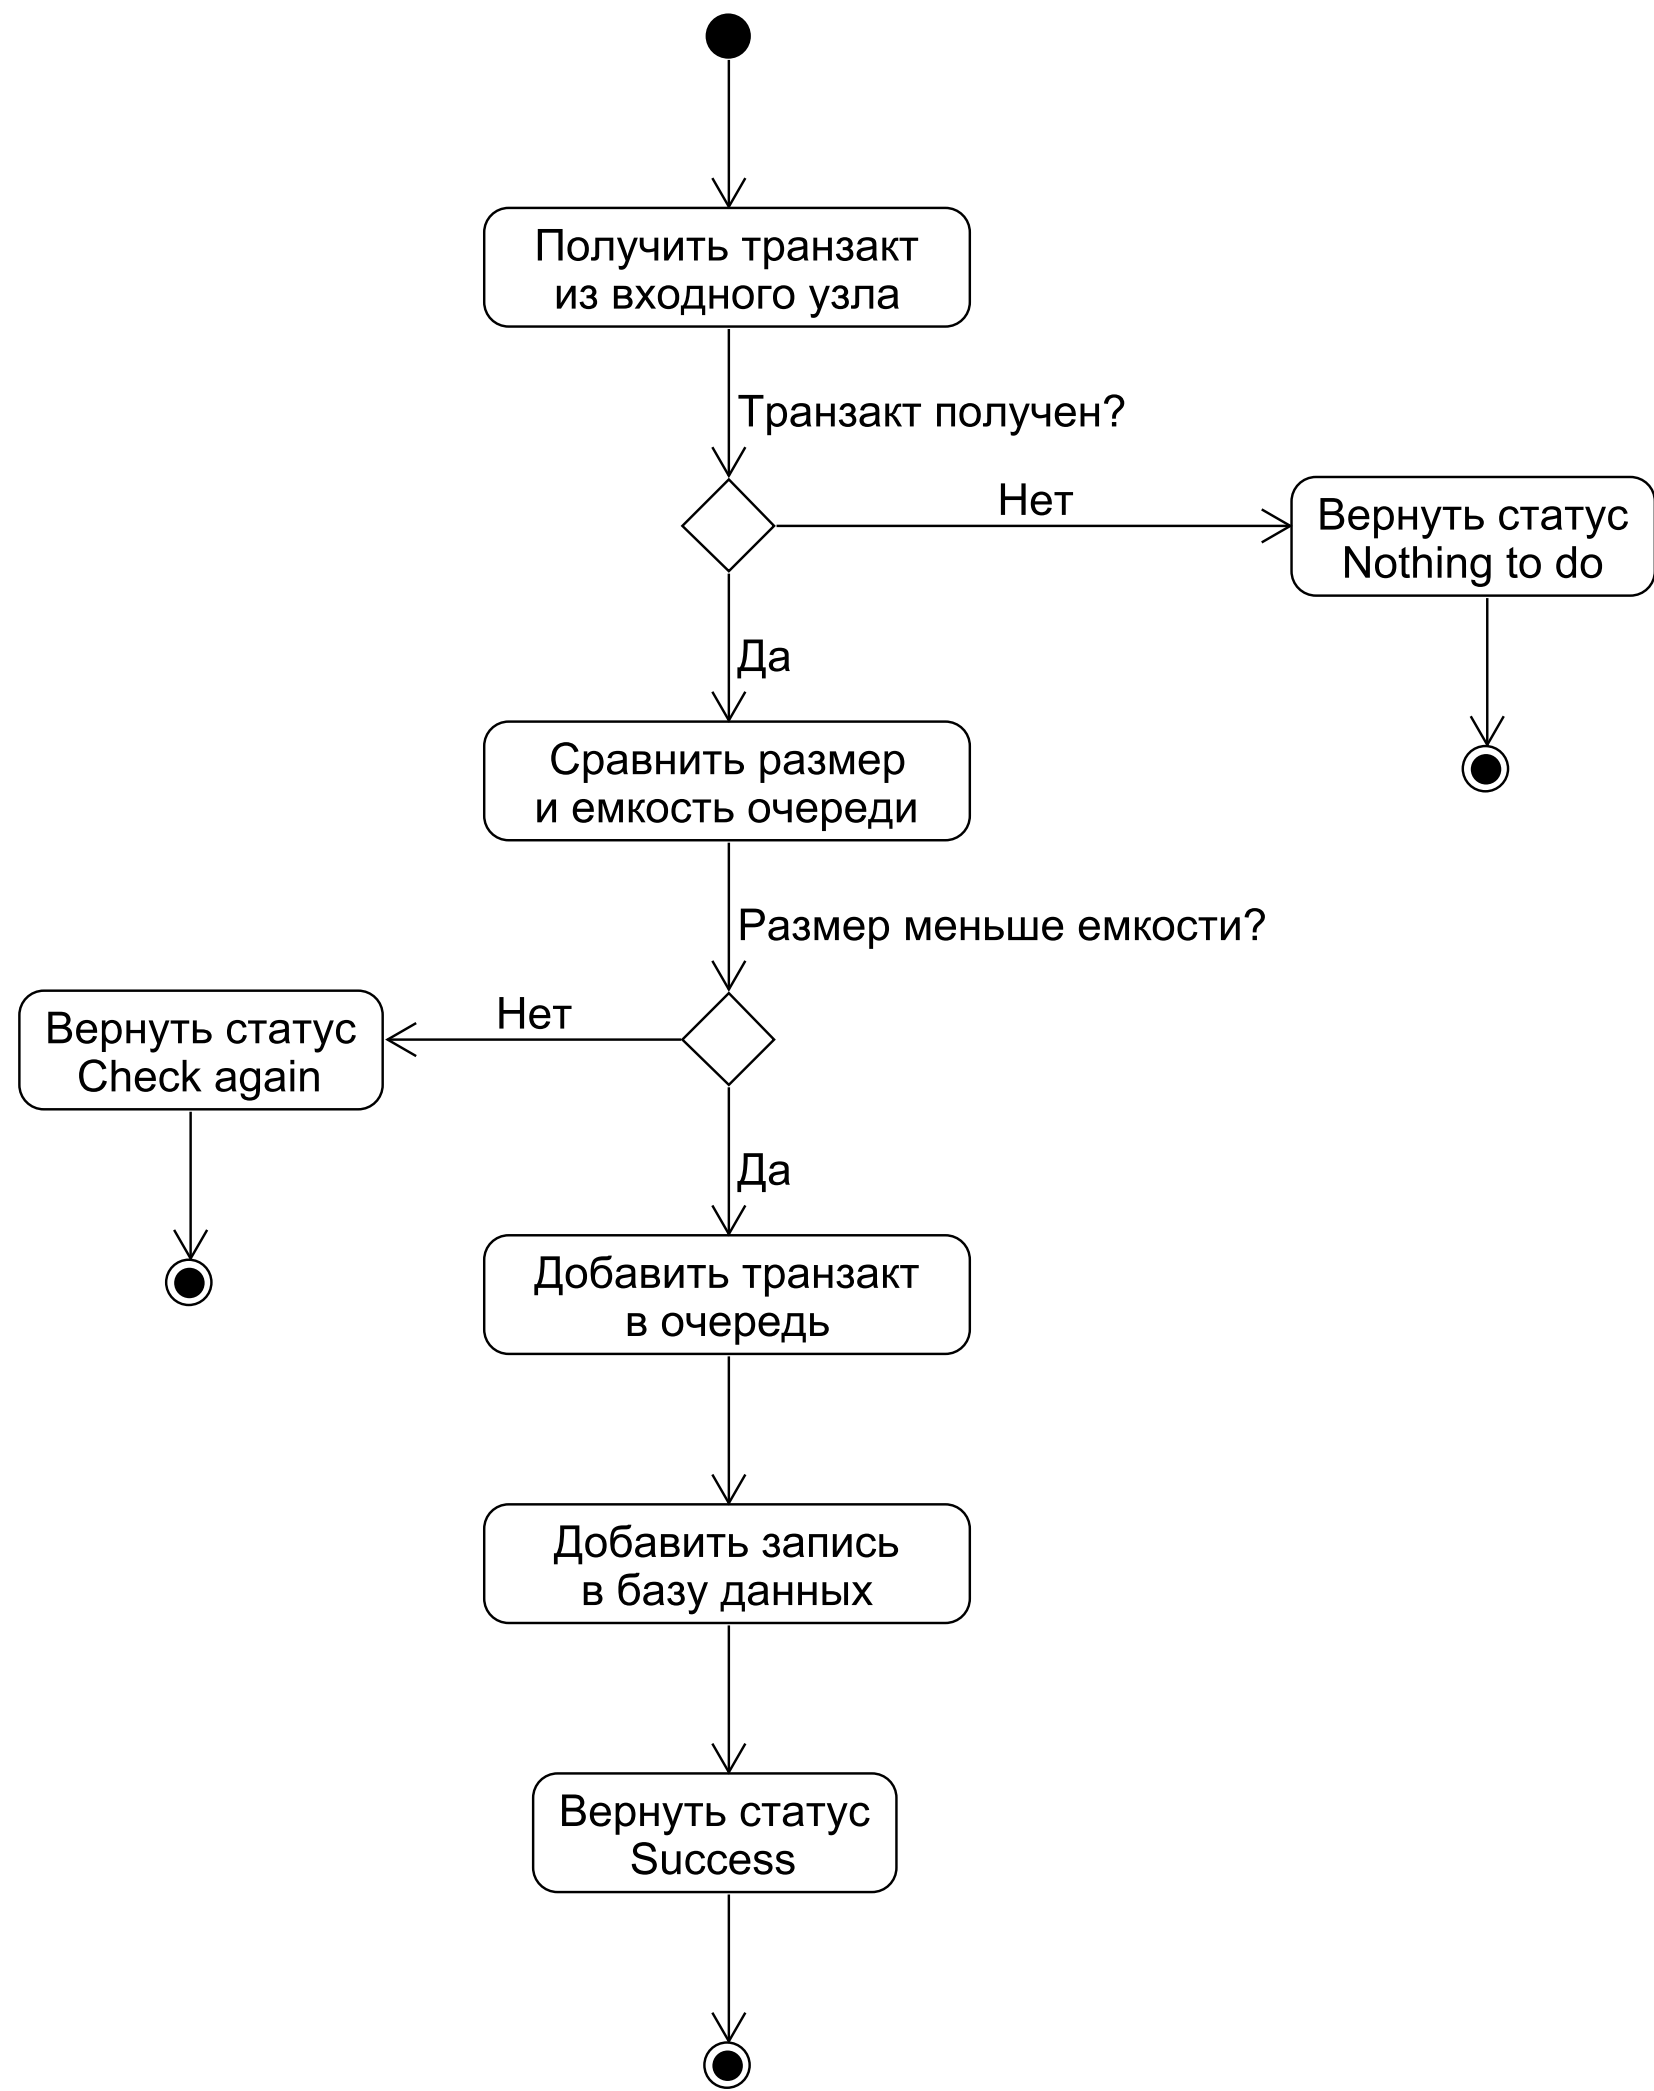 Получить транзакт
из входного узла
Транзакт получен?
Нет
Вернуть статус
Nothing to do
Да
Сравнить размер
и емкость очереди
Размер меньше емкости?
Нет
Вернуть статус
Check again
Да
Добавить транзакт
в очередь
Добавить запись
в базу данных
Вернуть статус
Success